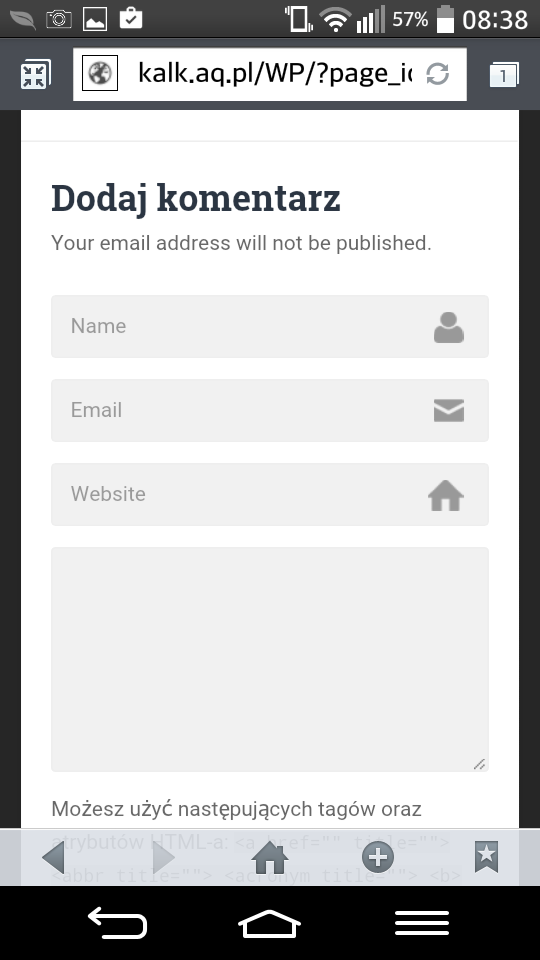 57% 08:38
kalk.aq.pl/WP/?page_i
1
Dodaj komentarz
Your email address will not be published.
Name
Email
Website
Możesz użyć następujących tagów oraz
atrybutów HTML-a: <a href="" title="">
<abbr title=""> <acronym title=""> <b>